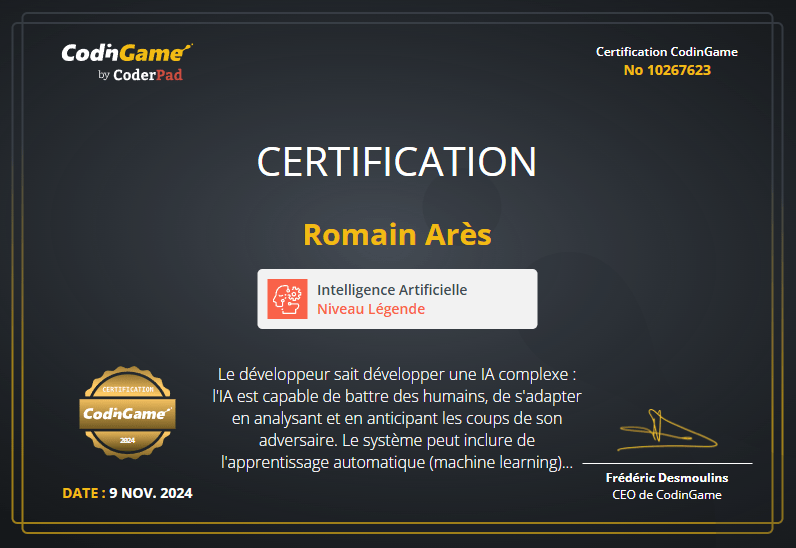 CodinGame
by CoderPad
Certification CodinGame
No 10267623
CERTIFICATION
Romain Arès
Intelligence Artificielle
Niveau Légende
Le développeur sait développer une IA complexe :
l'IA est capable de battre des humains, de s'adapter
en analysant et en anticipant les coups de son
adversaire. Le système peut inclure de
l'apprentissage automatique (machine learning)...
CERTIFICATION
CodinGame
2024
DATE : 9 NOV. 2024
Frédéric Desmoulins
CEO de CodinGame